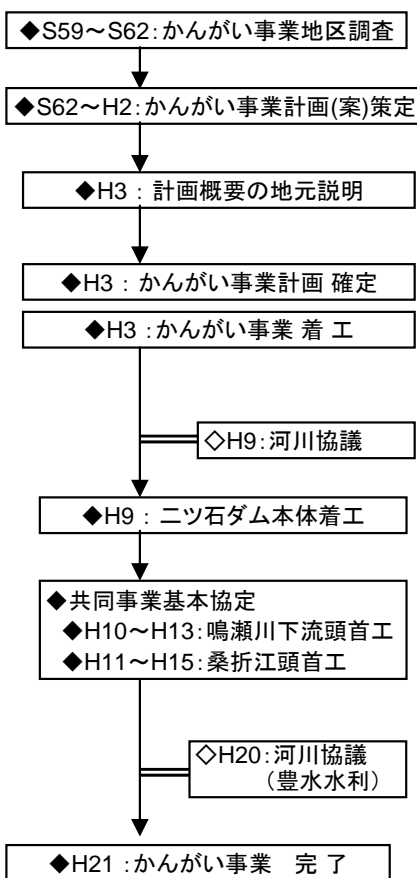 ◆S59～S62:かんがい事業地区調査
◆S62～H2:かんがい事業計画(案)策定
◆H3：計画概要の地元説明
◆H3：かんがい事業計画 確定
◆H3：かんがい事業 着 工
◇H9：河川協議
◆H9：二ツ石ダム本体着工
◆共同事業基本協定
◆H10～H13：鳴瀬川下流頭首工
◆H11～H15：桑折江頭首工
◇H20：河川協議
（豊水水利）
◆H21：かんがい事業　完 了